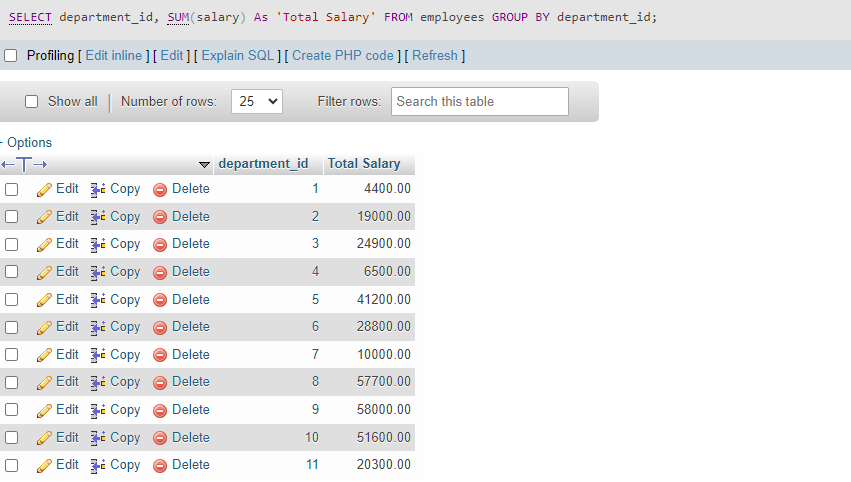 SELECT department_id, SUM(salary) As 'Total Salary' FROM employees GROUP BY department_id;
Profiling [ Edit inline ] [ Edit ] [ Explain SQL ] [ Create PHP code ] [ Refresh ]
Show all | Number of rows: 25 Filter rows: Search this table
+ Options
←T→ department_id Total Salary
Edit Copy Delete 1 4400.00
Edit Copy Delete 2 19000.00
Edit Copy Delete 3 24900.00
Edit Copy Delete 4 6500.00
Edit Copy Delete 5 41200.00
Edit Copy Delete 6 28800.00
Edit Copy Delete 7 10000.00
Edit Copy Delete 8 57700.00
Edit Copy Delete 9 58000.00
Edit Copy Delete 10 51600.00
Edit Copy Delete 11 20300.00